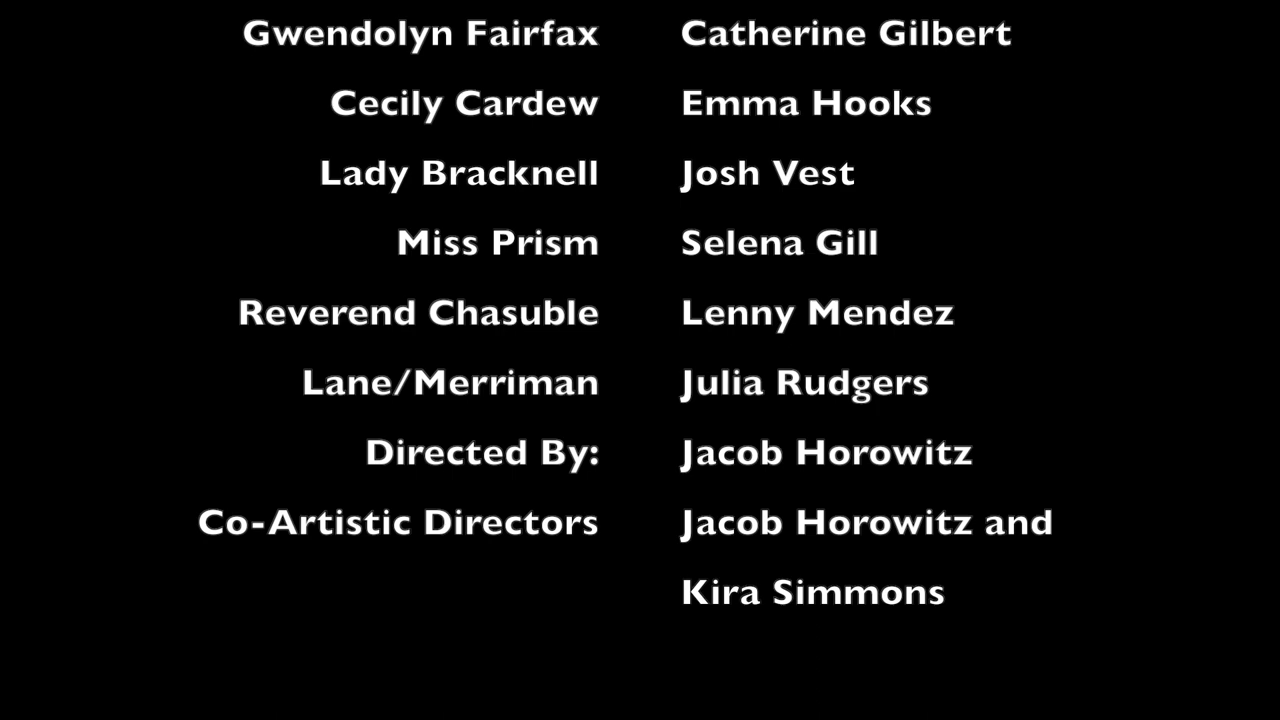 Gwendolyn Fairfax Catherine Gilbert
Cecily Cardew Emma Hooks
Lady Bracknell Josh Vest
Miss Prism Selena Gill
Reverend Chasuble Lenny Mendez
Lane/Merriman Julia Rudgers
Directed By: Jacob Horowitz
Co-Artistic Directors Jacob Horowitz and
Kira Simmons